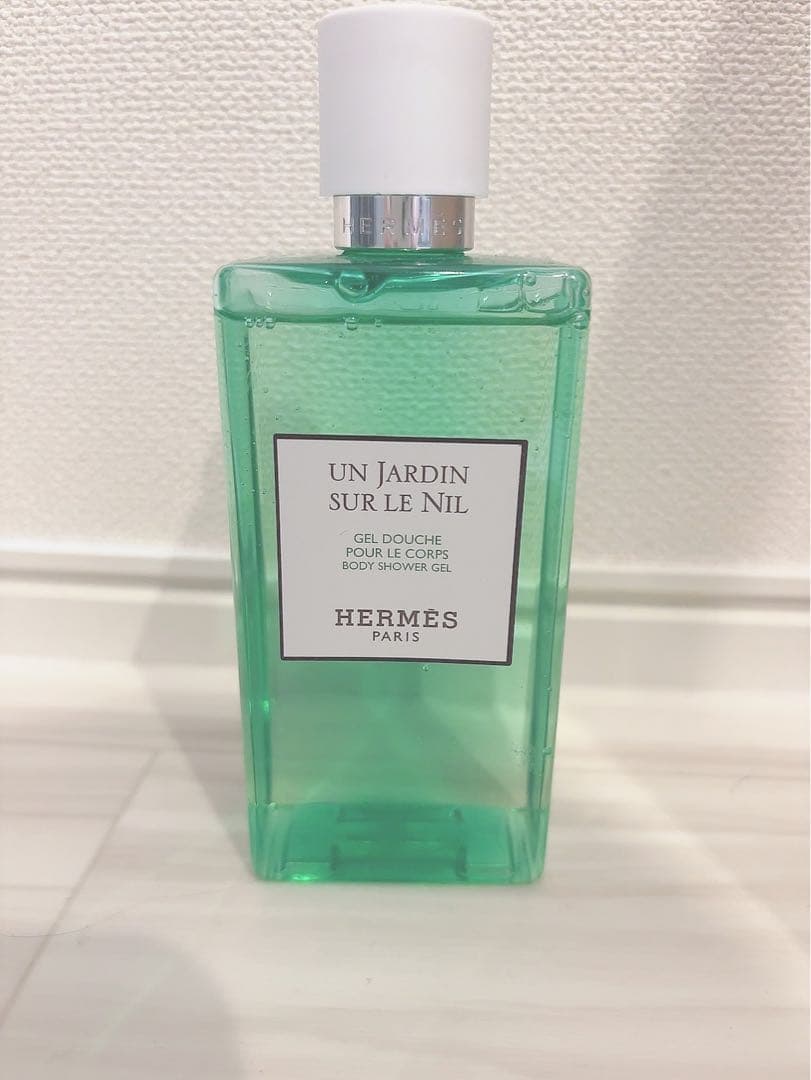 HERMÈS
UN JARDIN
SUR LE NIL
GEL DOUCHE
POUR LE CORPS
BODY SHOWER GEL
HERMÈS
PARIS